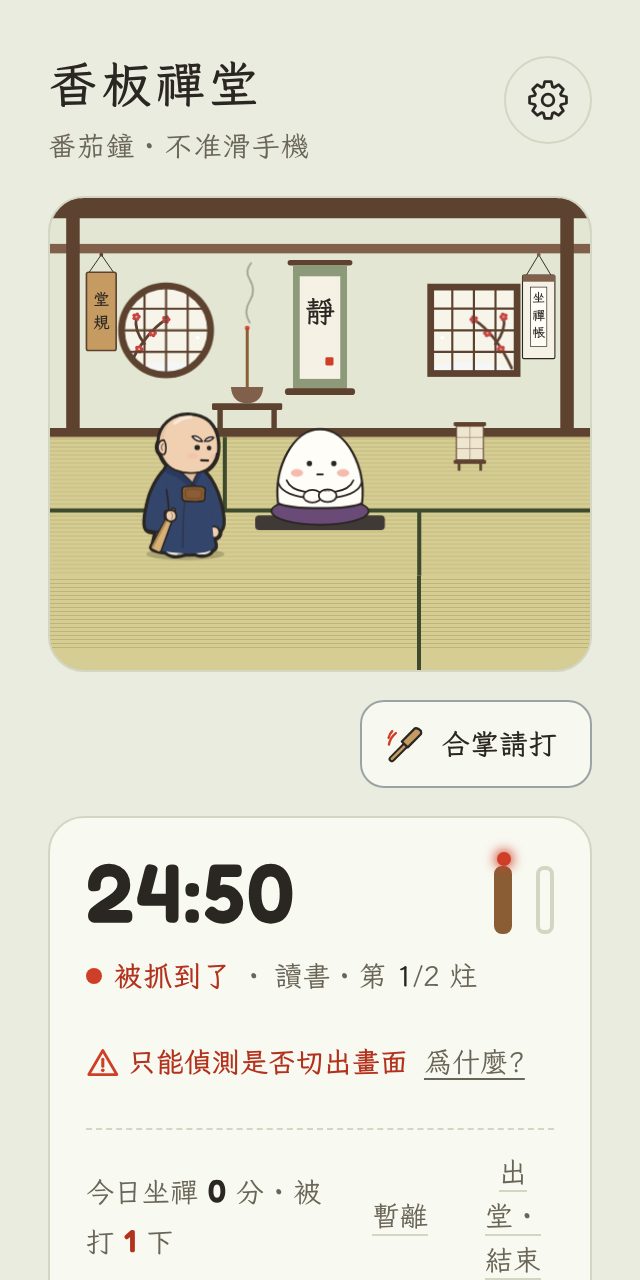 香板禪堂
番茄鐘・不准滑手機
堂規
靜
坐禪帳
合掌請打
24:50
被抓到了・讀書・第 1/2 炷
只能偵測是否切出畫面 為什麼?
今日坐禪 0 分・被
打 1 下
暫離
出
堂・
結束